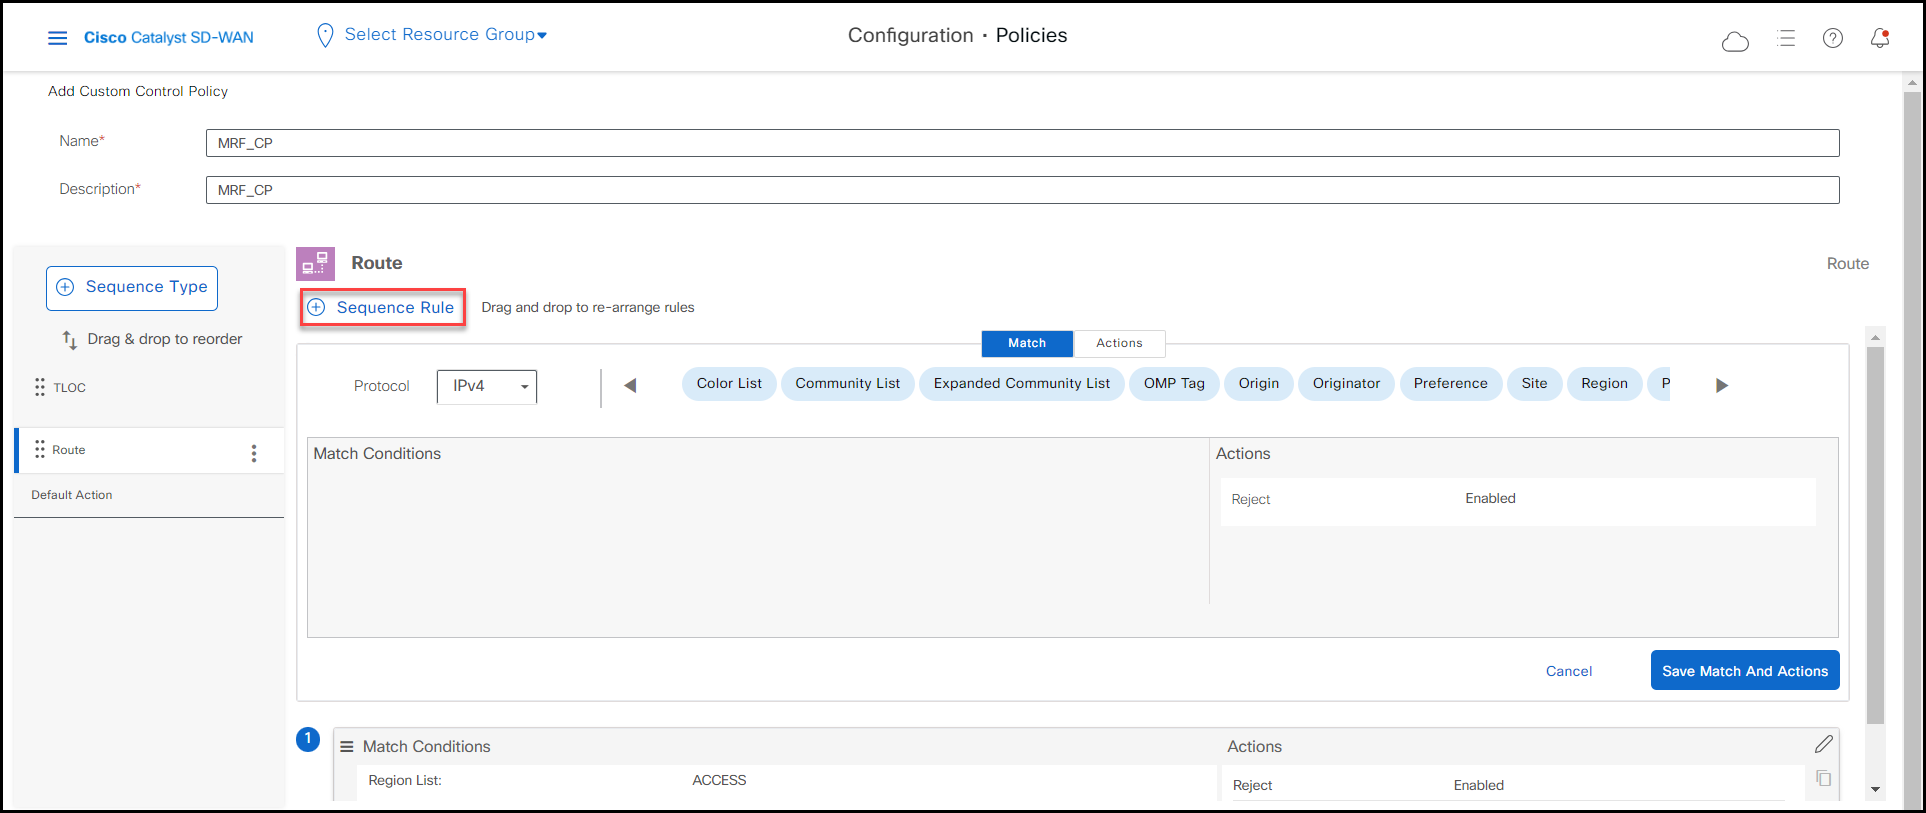 Cisco Catalyst SD-WAN
Select Resource Group
Configuration · Policies
Add Custom Control Policy
Name*
MRF_CP
Description*
MRF_CP
Sequence Type
Drag & drop to reorder
TLOC
Route
Default Action
Route
Route
Sequence Rule
Drag and drop to re-arrange rules
Match
Actions
Protocol
IPv4
Color List
Community List
Expanded Community List
OMP Tag
Origin
Originator
Preference
Site
Region
P
Match Conditions
Actions
Reject
Enabled
Cancel
Save Match And Actions
1
Match Conditions
Actions
Region List:
ACCESS
Reject
Enabled